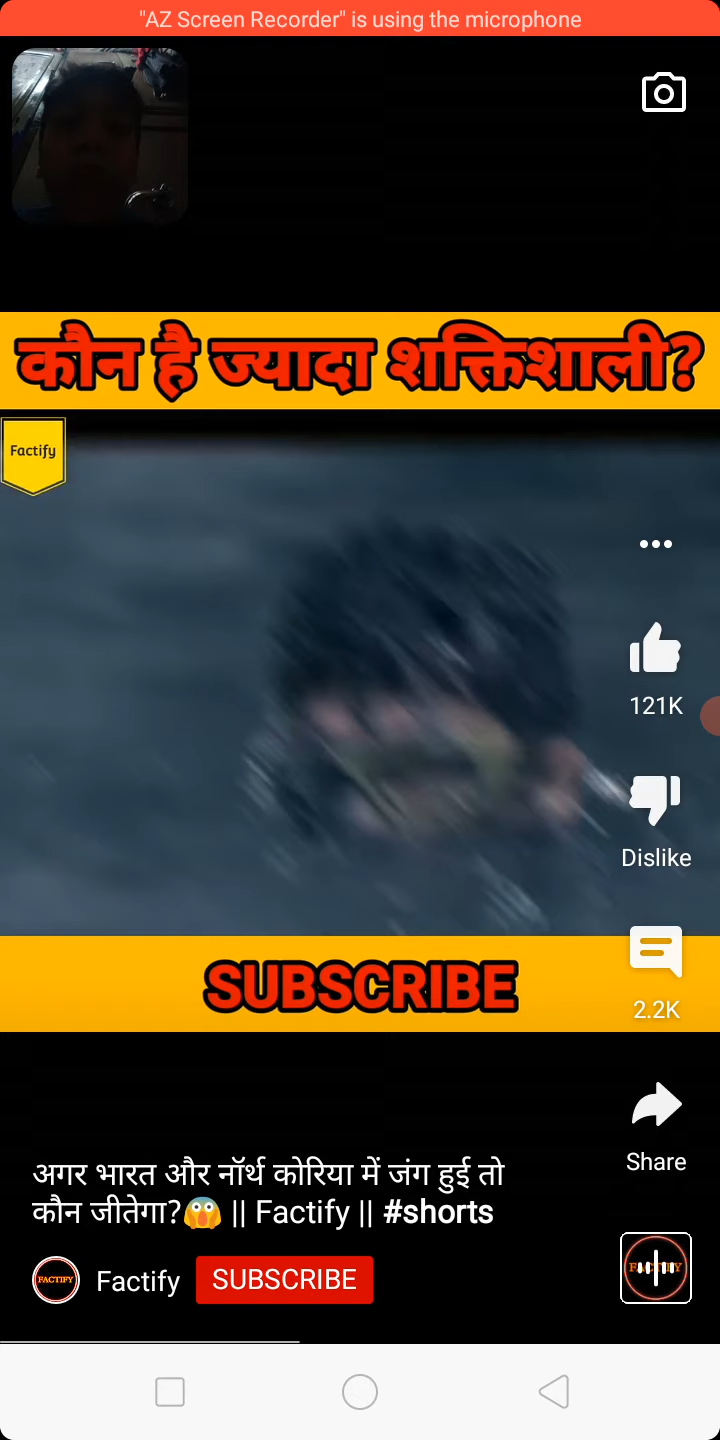 "AZ Screen Recorder" is using the microphone
कौन है ज्यादा शक्तिशाली?
Factify
121K
Dislike
SUBSCRIBE
2.2K
Share
अगर भारत और नॉर्थ कोरिया में जंग हुई तो
कौन जीतेगा?😱 || Factify || #shorts
FACTIFY
Factify
SUBSCRIBE